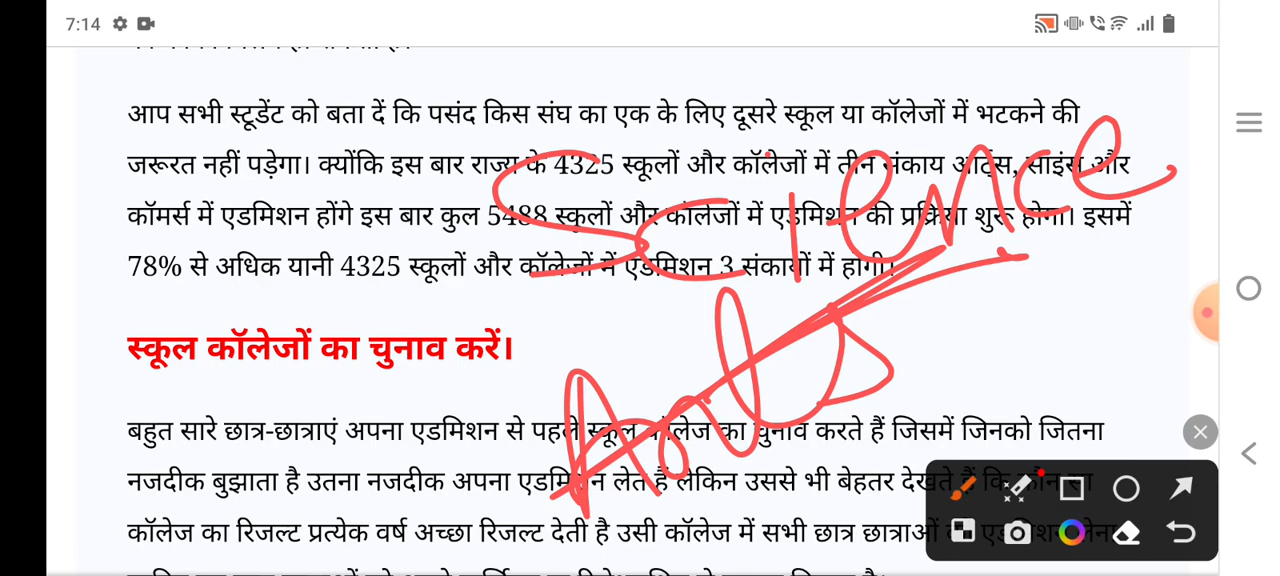 7:14
आप सभी स्टूडेंट को बता दें कि पसंद किस संघ का एक के लिए दूसरे स्कूल या कॉलेजों में भटकने की
जरूरत नहीं पड़ेगा। क्योंकि इस बार राज्य के 4325 स्कूलों और कॉलेजों में तीन संकाय आर्ट्स, साइंस और
कॉमर्स में एडमिशन होंगे इस बार कुल 5488 स्कूलों और कॉलेजों में एडमिशन की प्रक्रिया शुरू होगा। इसमें
78% से अधिक यानी 4325 स्कूलों और कॉलेजों में एडमिशन 3 संकायों में होगी।
Science
Arts
स्कूल कॉलेजों का चुनाव करें।
बहुत सारे छात्र-छात्राएं अपना एडमिशन से पहले स्कूल कॉलेज का चुनाव करते हैं जिसमें जिनको जितना
नजदीक बुझाता है उतना नजदीक अपना एडमिशन लेते हैं लेकिन उससे भी बेहतर देखते हैं कि कौन सा
कॉलेज का रिजल्ट प्रत्येक वर्ष अच्छा रिजल्ट देती है उसी कॉलेज में सभी छात्र छात्राओं एडमिशन लेना